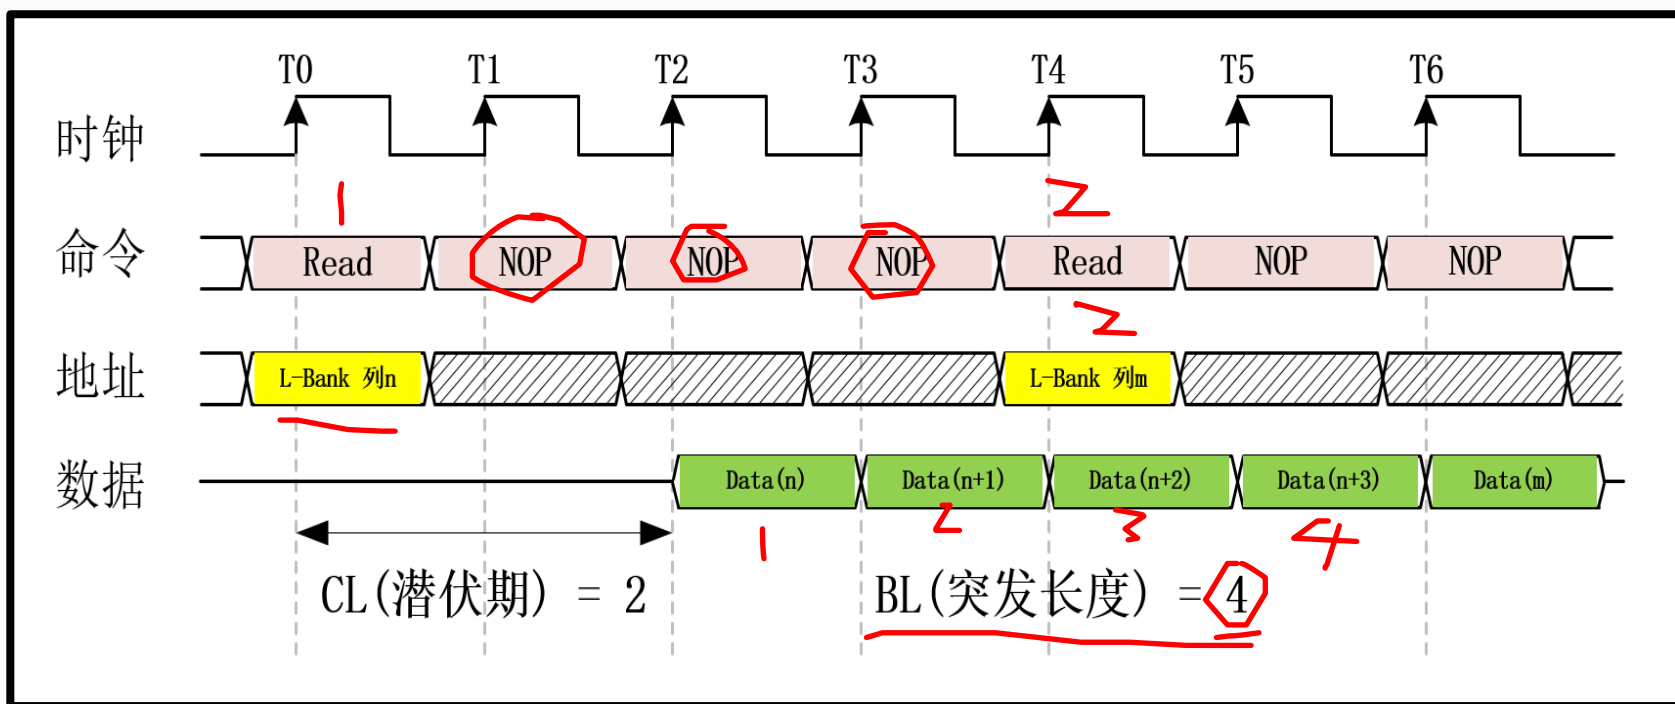 T0 T1 T2 T3 T4 T5 T6
时钟
1 2
命令 Read NOP NOP NOP Read NOP NOP
2
地址 L-Bank 列n L-Bank 列m
数据 Data(n) Data(n+1) Data(n+2) Data(n+3) Data(m)
1 2 3 4
CL(潜伏期) = 2 BL(突发长度) = 4